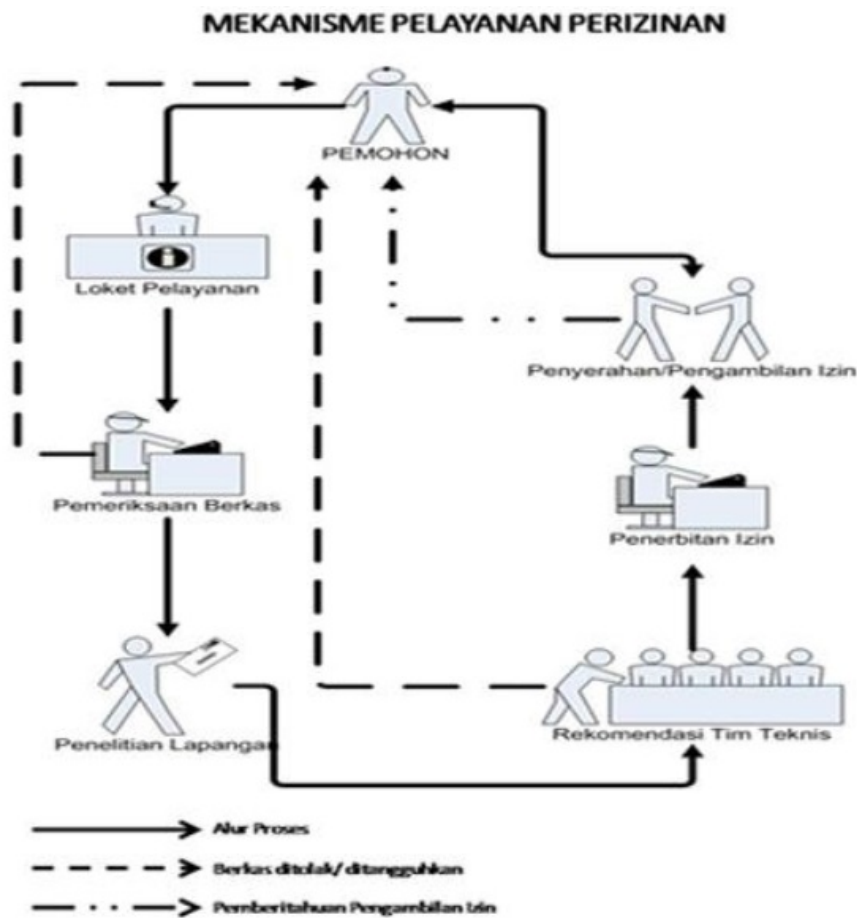 MEKANISME PELAYANAN PERIZINAN
PEMOHON
Loket Pelayanan
Penyerahan/Pengambilan Izin
Pemeriksaan Berkas
Penerbitan Izin
Penelitian Lapangan
Rekomendasi Tim Teknis
Alur Proses
Berkas ditolak/ ditangguhkan
Pemberitahuan Pengambilan Izin